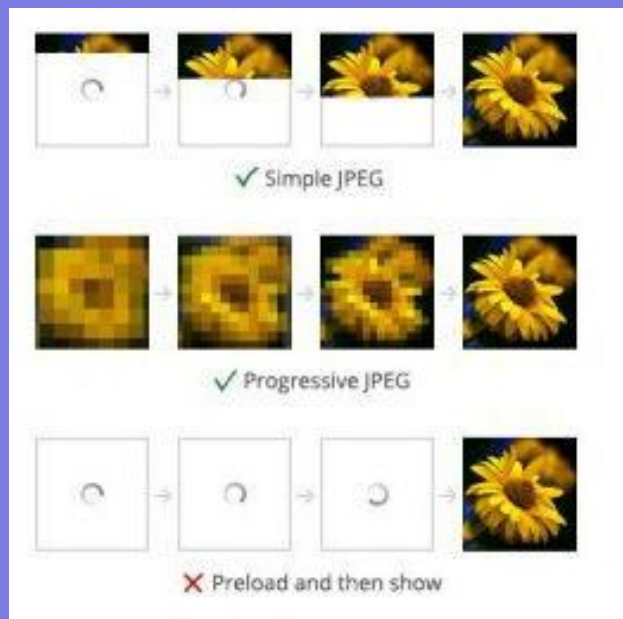 ✓ Simple JPEG
✓ Progressive JPEG
✗ Preload and then show